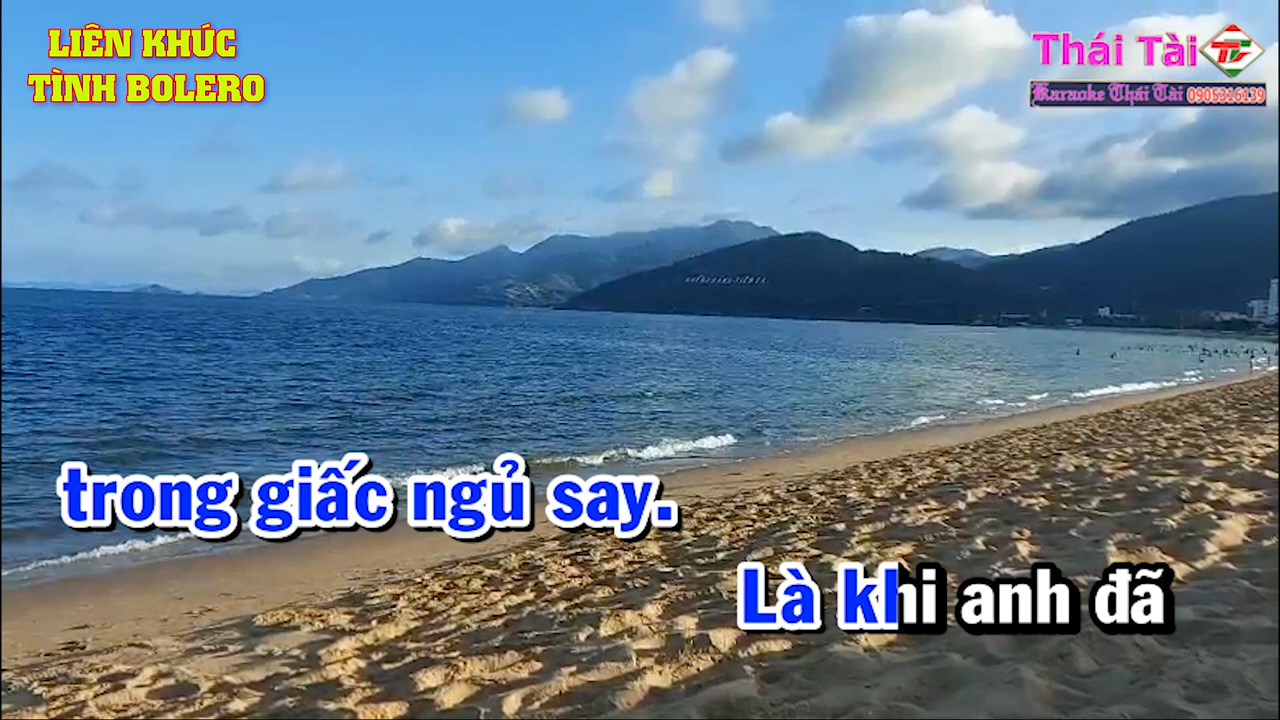 LIÊN KHÚC
TÌNH BOLERO
Thái Tài
Karaoke Thái Tài 0905316139
trong giấc ngủ say.
Là khi anh đã